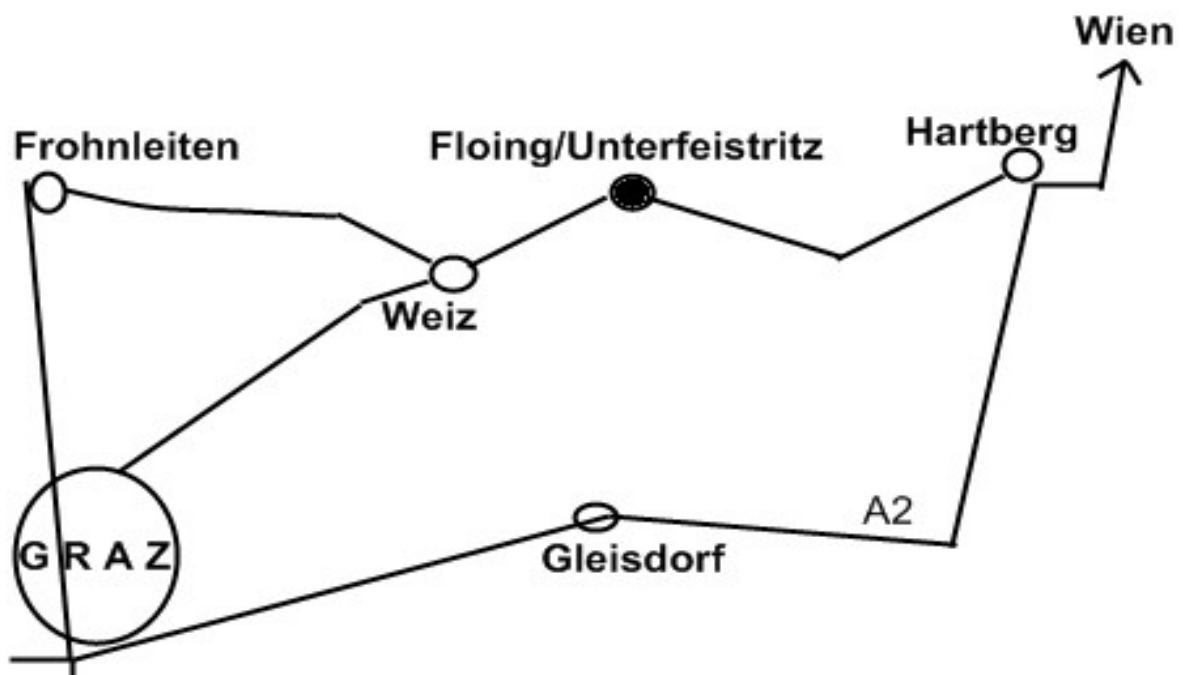 Wien
Frohnleiten
Floing/Unterfeistritz
Hartberg
Weiz
A2
G R A Z
Gleisdorf